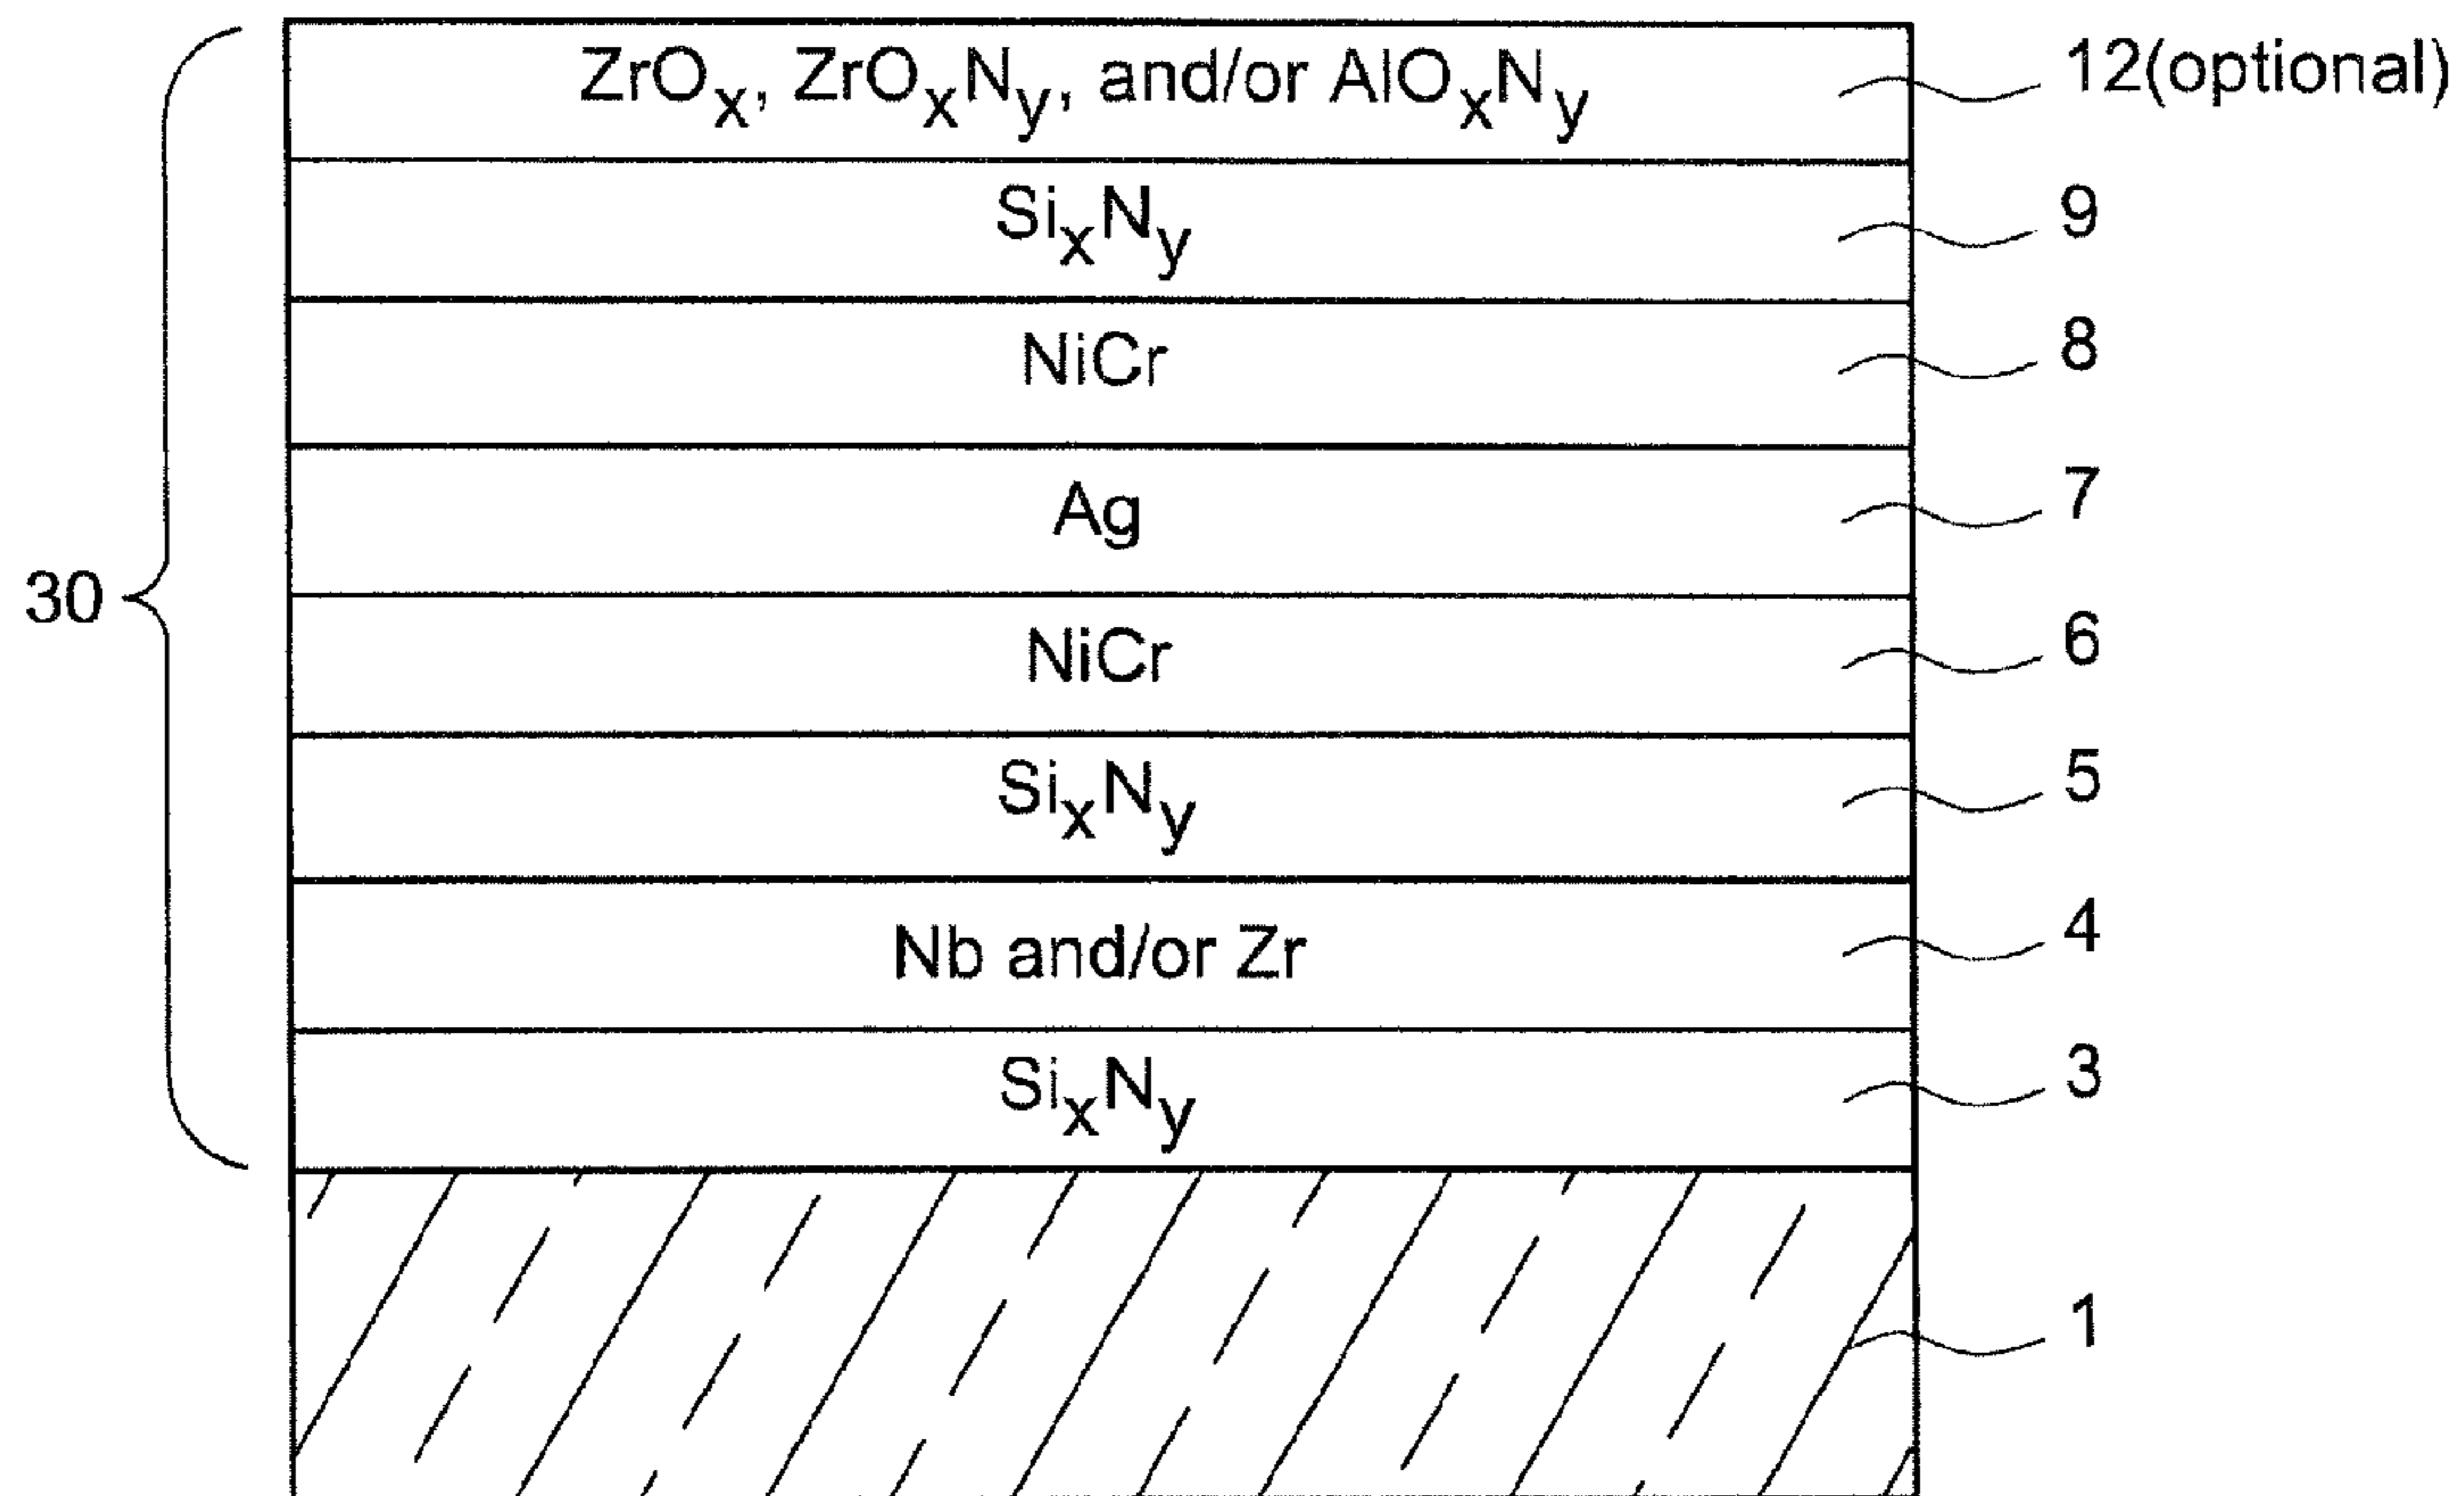 ZrOx, ZrOxNy, and/or AlOxNy 12(optional)
SixNy 9
NiCr 8
Ag 7
30
NiCr 6
SixNy 5
Nb and/or Zr 4
SixNy 3
1